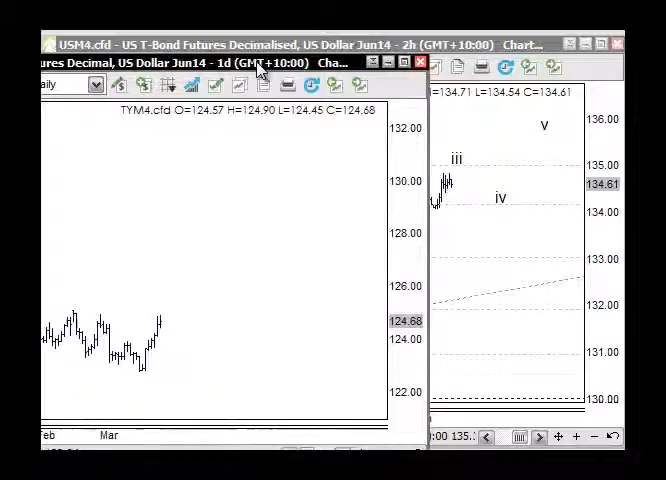 USM4.cfd - US T-Bond Futures Decimalised, US Dollar Jun14 - 2h (GMT+10:00) Chart...
ures Decimal, US Dollar Jun14 - 1d (GMT+10:00) Cha...
aily
TYM4.cfd O=124.57 H=124.90 L=124.45 C=124.68
=134.71 L=134.54 C=134.61
132.00
130.00
128.00
126.00
124.68
124.00
122.00
eb Mar
v
iii
iv
136.00
135.00
134.61
134.00
133.00
132.00
131.00
130.00
:00 135.